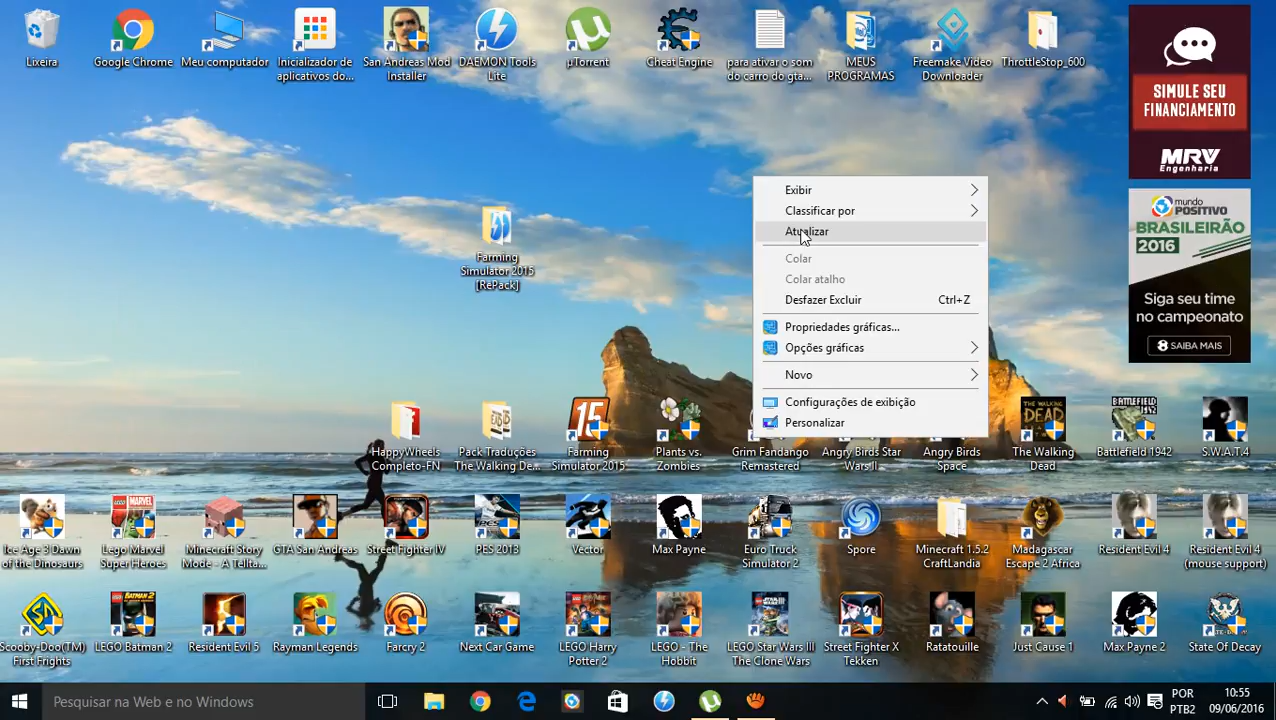 Lixeira
Google Chrome
Meu computador
Inicializador de
aplicativos do...
San Andreas Mod
Installer
DAEMON Tools
Lite
µTorrent
Cheat Engine
para ativar o som
do carro do gta...
MEUS
PROGRAMAS
Freemake Video
Downloader
ThrottleStop_600
SIMULE SEU
FINANCIAMENTO
MRV
Engenharia
mundo
POSITIVO
BRASILEIRÃO
2016
Siga seu time
no campeonato
SAIBA MAIS
Farming
Simulator 2015
[RePack]
Exibir
Classificar por
Atualizar
Colar
Colar atalho
Desfazer Excluir Ctrl+Z
Propriedades gráficas...
Opções gráficas
Novo
Configurações de exibição
Personalizar
HappyWheels
Completo-FN
Pack Traduções
The Walking De...
15
Farming
Simulator 2015
Plants vs.
Zombies
Grim Fandango
Remastered
Angry Birds Star
Wars II
Angry Birds
Space
The Walking
Dead
Battlefield 1942
S.W.A.T.4
Ice Age 3 Dawn
of the Dinosaurs
Lego Marvel
Super Heroes
Minecraft Story
Mode - A Tellta...
GTA San Andreas
Street Fighter IV
PES 2013
Vector
Max Payne
Euro Truck
Simulator 2
Spore
Minecraft 1.5.2
CraftLandia
Madagascar
Escape 2 Africa
Resident Evil 4
Resident Evil 4
(mouse support)
Scooby-Doo(TM)
First Frights
LEGO Batman 2
Resident Evil 5
Rayman Legends
Farcry 2
Next Car Game
LEGO Harry
Potter 2
LEGO - The
Hobbit
LEGO Star Wars III
The Clone Wars
Street Fighter X
Tekken
Ratatouille
Just Cause 1
Max Payne 2
State Of Decay
Pesquisar na Web e no Windows
POR
PTB2
10:55
09/06/2016